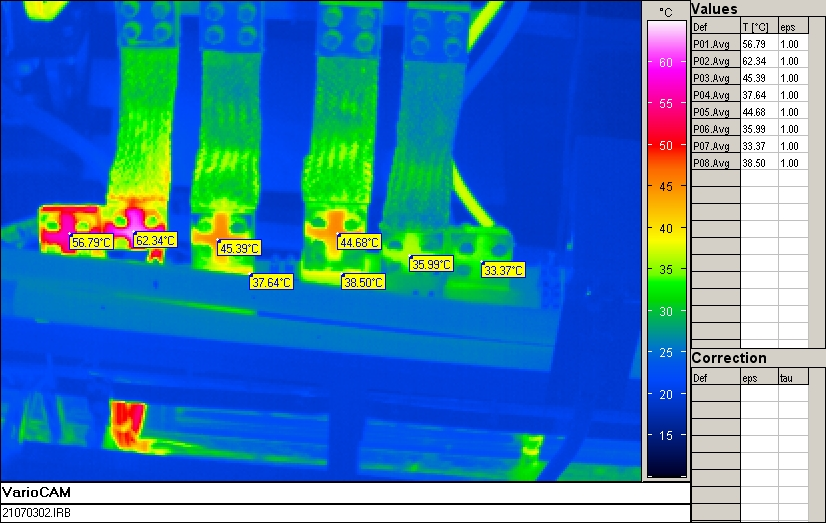 °C
60
55
50
45
40
35
30
25
20
15
56.79°C
62.34°C
45.39°C
44.68°C
37.64°C
38.50°C
35.99°C
33.37°C
Values
Def T [°C] eps
P01.Avg 56.79 1.00
P02.Avg 62.34 1.00
P03.Avg 45.39 1.00
P04.Avg 37.64 1.00
P05.Avg 44.68 1.00
P06.Avg 35.99 1.00
P07.Avg 33.37 1.00
P08.Avg 38.50 1.00
Correction
Def eps tau
VarioCAM
21070302.IRB